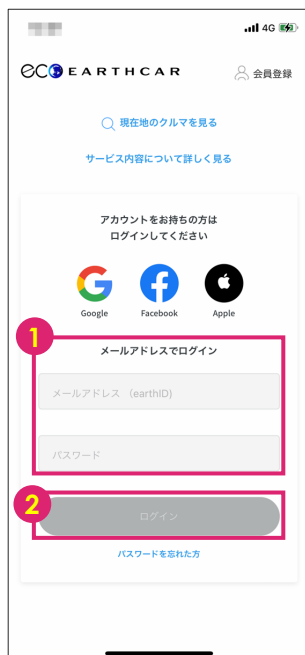 4G
eco EARTHCAR
会員登録
現在地のクルマを見る
サービス内容について詳しく見る
アカウントをお持ちの方は
ログインしてください
Google Facebook Apple
1
メールアドレスでログイン
メールアドレス (earthID)
パスワード
2
ログイン
パスワードを忘れた方